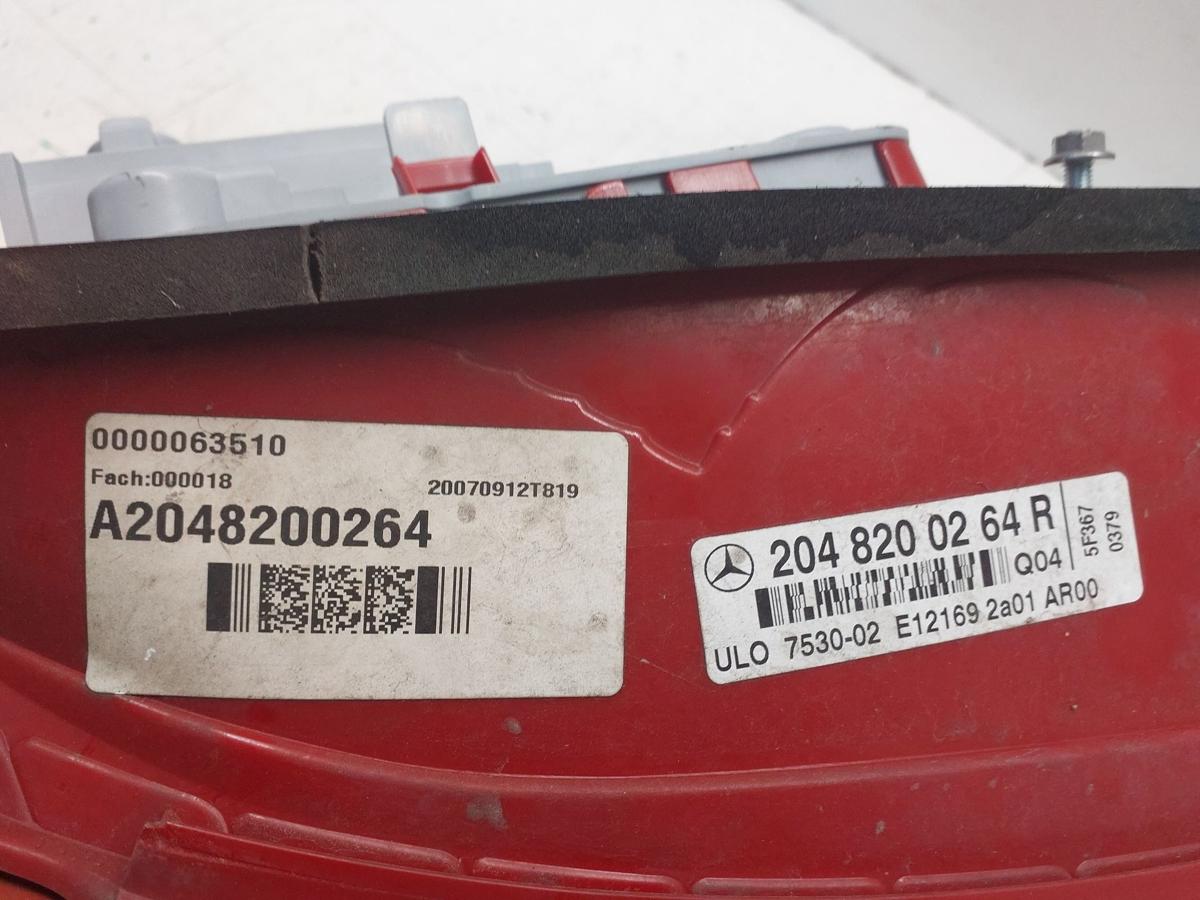 0000063510
Fach:000018
20070912T819
A2048200264
204 820 02 64 R
Q04
5F367
0379
ULO 7530-02 E12169 2a01 AR00